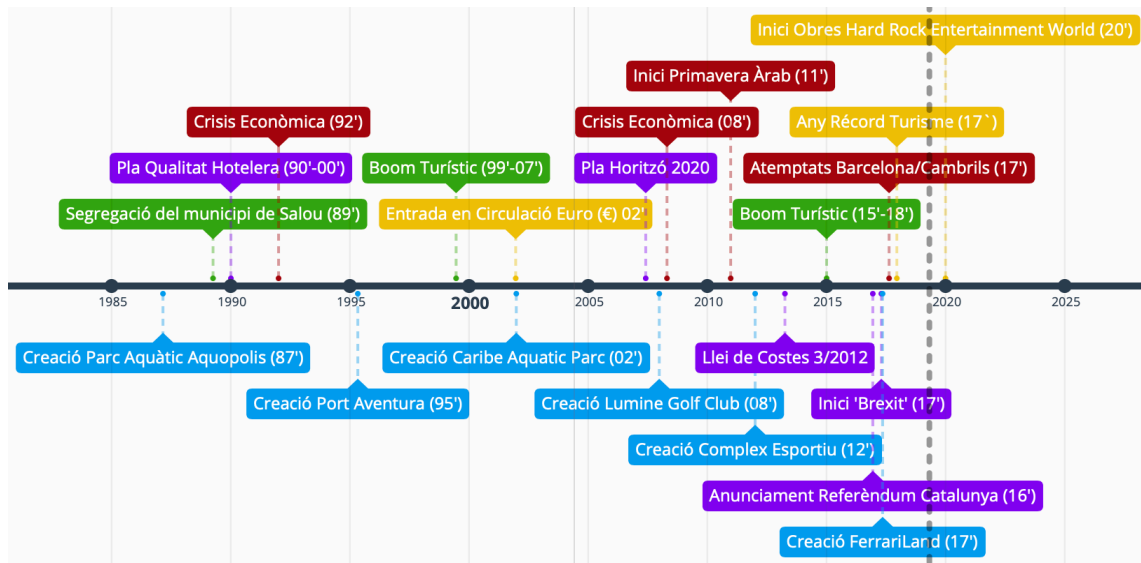 Inici Obres Hard Rock Entertainment World (20')
Inici Primavera Àrab (11')
Crisis Econòmica (92')
Crisis Econòmica (08')
Any Récord Turisme (17`)
Pla Qualitat Hotelera (90'-00')
Boom Turístic (99'-07')
Pla Horitzó 2020
Atemptats Barcelona/Cambrils (17')
Segregació del municipi de Salou (89')
Entrada en Circulació Euro (€) 02'
Boom Turístic (15'-18')
1985 1990 1995 2000 2005 2010 2015 2020 2025
Creació Parc Aquàtic Aquopolis (87')
Creació Caribe Aquatic Parc (02')
Llei de Costes 3/2012
Creació Port Aventura (95')
Creació Lumine Golf Club (08')
Inici 'Brexit' (17')
Creació Complex Esportiu (12')
Anunciament Referèndum Catalunya (16')
Creació FerrariLand (17')